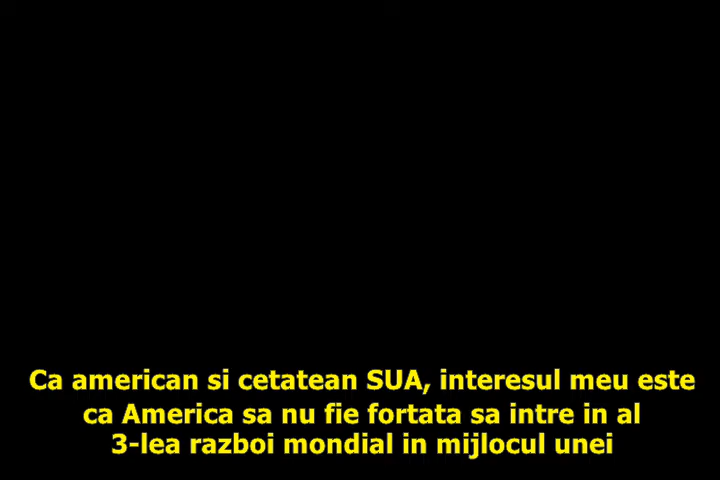 Ca american si cetatean SUA, interesul meu este
ca America sa nu fie fortata sa intre in al
3-lea razboi mondial in mijlocul unei